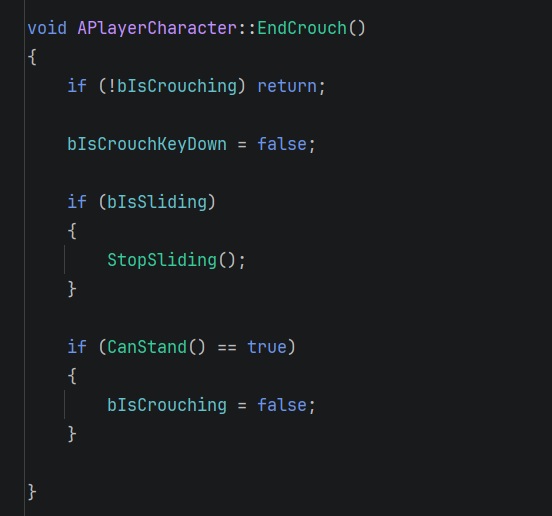 void APlayerCharacter::EndCrouch()
{
    if (!bIsCrouching) return;

    bIsCrouchKeyDown = false;

    if (bIsSliding)
    {
        StopSliding();
    }

    if (CanStand() == true)
    {
        bIsCrouching = false;
    }

}